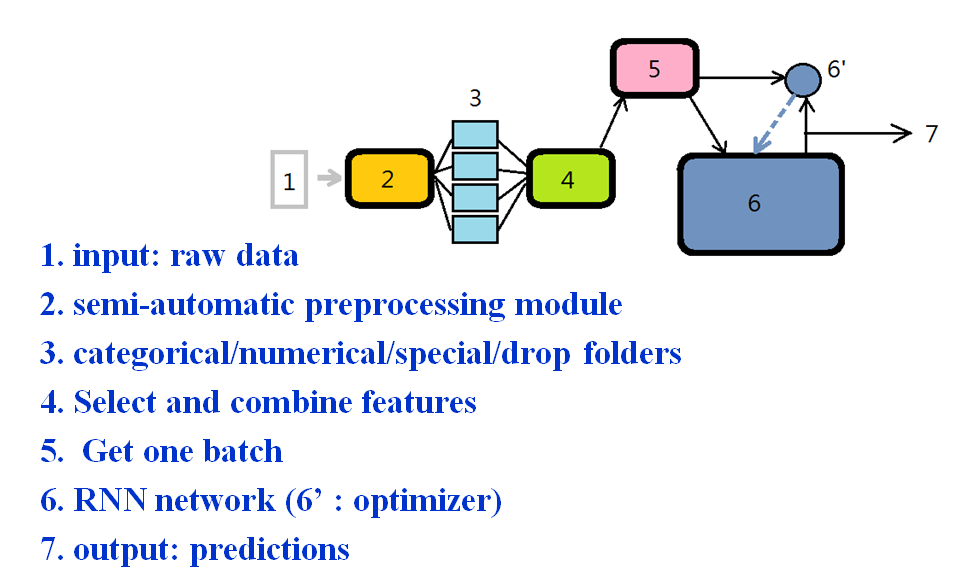 1
2
3
4
5
6
6'
7
1. input: raw data
2. semi-automatic preprocessing module
3. categorical/numerical/special/drop folders
4. Select and combine features
5.  Get one batch
6. RNN network (6’ : optimizer)
7. output: predictions